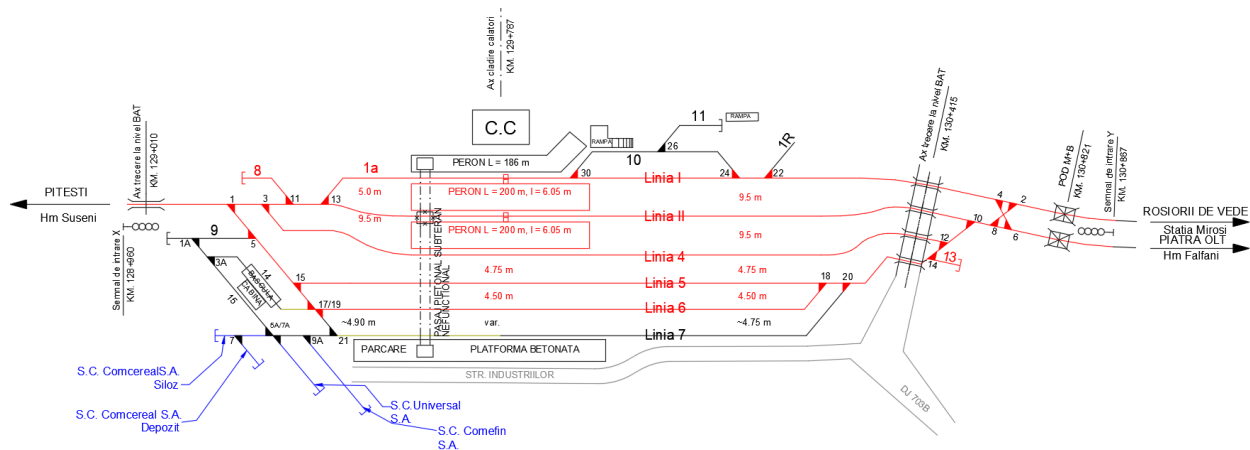 Ax cladire calatori
KM. 129+787
Ax trecere la nivel BAT
KM. 129+010
C.C
RAMPA
11
RAMPA
26
1R
10
Ax trecere la nivel BAT
KM. 130+415
POD M+B
KM. 130+821
Semnal de intrare Y
KM. 130+867
PITESTI
Hm Suseni
8
1a
PERON L = 186 m
30
Linia I
24
22
5.0 m
PERON L = 200 m, l = 6.05 m
9.5 m
4
2
1
3
11
13
9.5 m
Linia II
PERON L = 200 m, l = 6.05 m
9.5 m
10
8
6
ROSIORII DE VEDE
Statia Mirosi
PIATRA OLT
Hm Falfani
Semnal de intrare X
KM. 128+960
9
1A
5
Linia 4
12
14
13
3A
14
BASCULA
CABINA
15
15
4.75 m
Linia 5
4.75 m
18
20
17/19
4.50 m
Linia 6
4.50 m
PASAJ PIETONAL SUBTERAN
NEFUNCTIONAL
5A/7A
~4.90 m
var.
Linia 7
~4.75 m
7
9A
21
PARCARE
PLATFORMA BETONATA
STR. INDUSTRIILOR
DJ 703B
S.C. ComcerealS.A.
Siloz
S.C. Comcereal S.A.
Depozit
S.C.Universal
S.A.
S.C. Comefin
S.A.